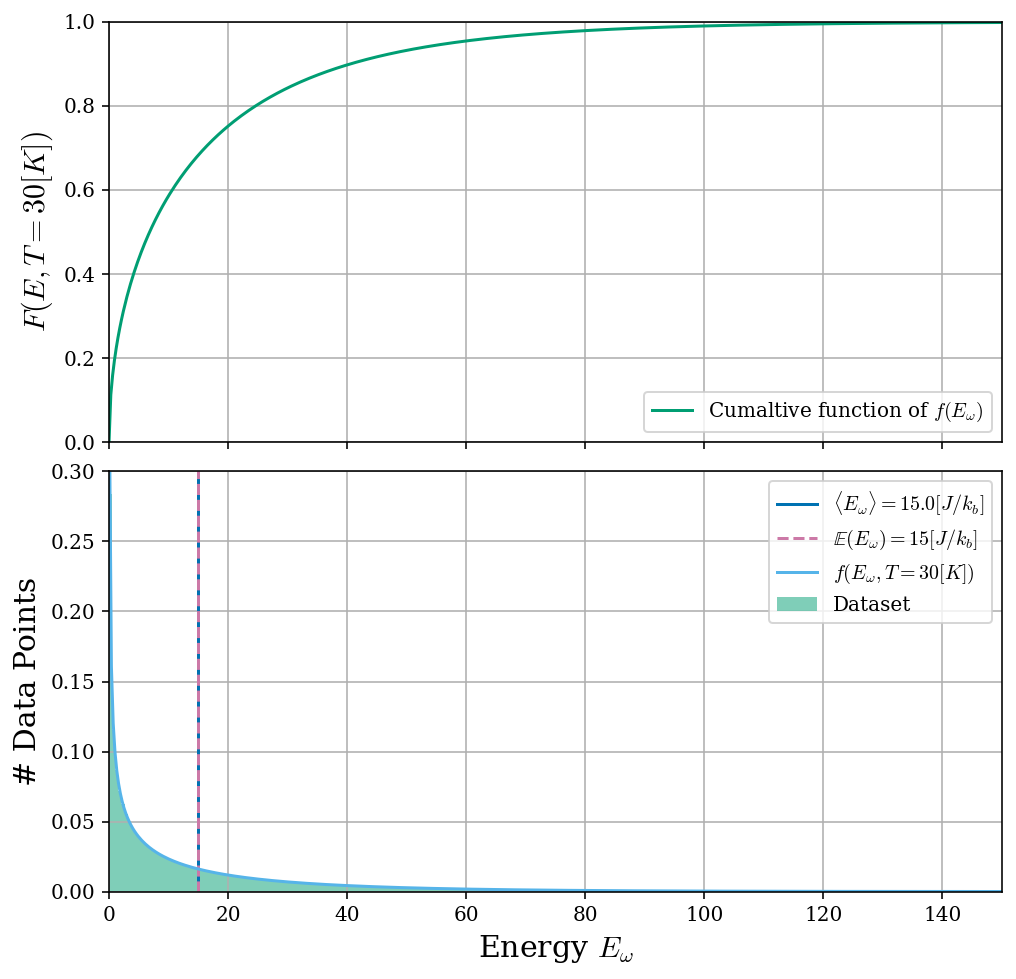 1.0
0.8
0.6
0.4
0.2
0.0
F(E, T = 30[K])
Cumaltive function of f(E_ω)
0.30
0.25
0.20
0.15
0.10
0.05
0.00
# Data Points
⟨E_ω⟩ = 15.0[J/k_b]
𝔼(E_ω) = 15[J/k_b]
f(E_ω, T = 30[K])
Dataset
0 20 40 60 80 100 120 140
Energy E_ω